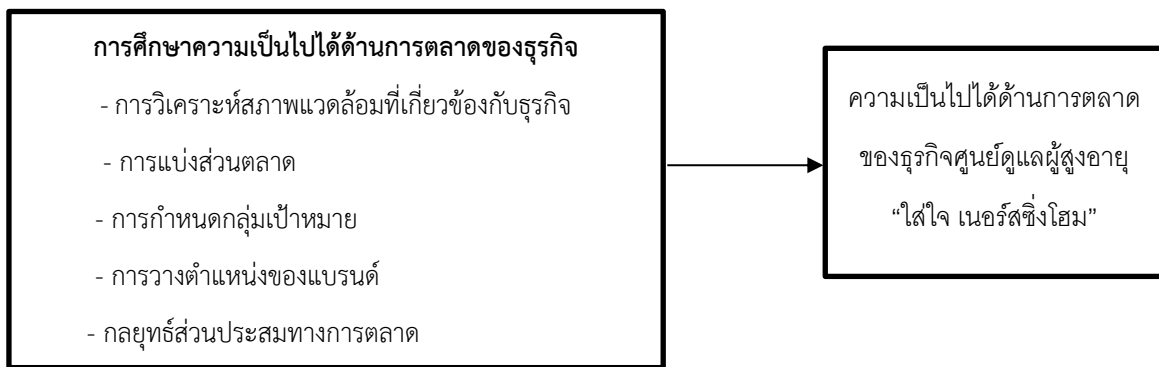 การศึกษาความเป็นไปได้ด้านการตลาดของธุรกิจ
- การวิเคราะห์สภาพแวดล้อมที่เกี่ยวข้องกับธุรกิจ
- การแบ่งส่วนตลาด
- การกำหนดกลุ่มเป้าหมาย
- การวางตำแหน่งของแบรนด์
- กลยุทธ์ส่วนประสมทางการตลาด
ความเป็นไปได้ด้านการตลาด
ของธุรกิจศูนย์ดูแลผู้สูงอายุ
“ใส่ใจ เนอร์สซิ่งโฮม”